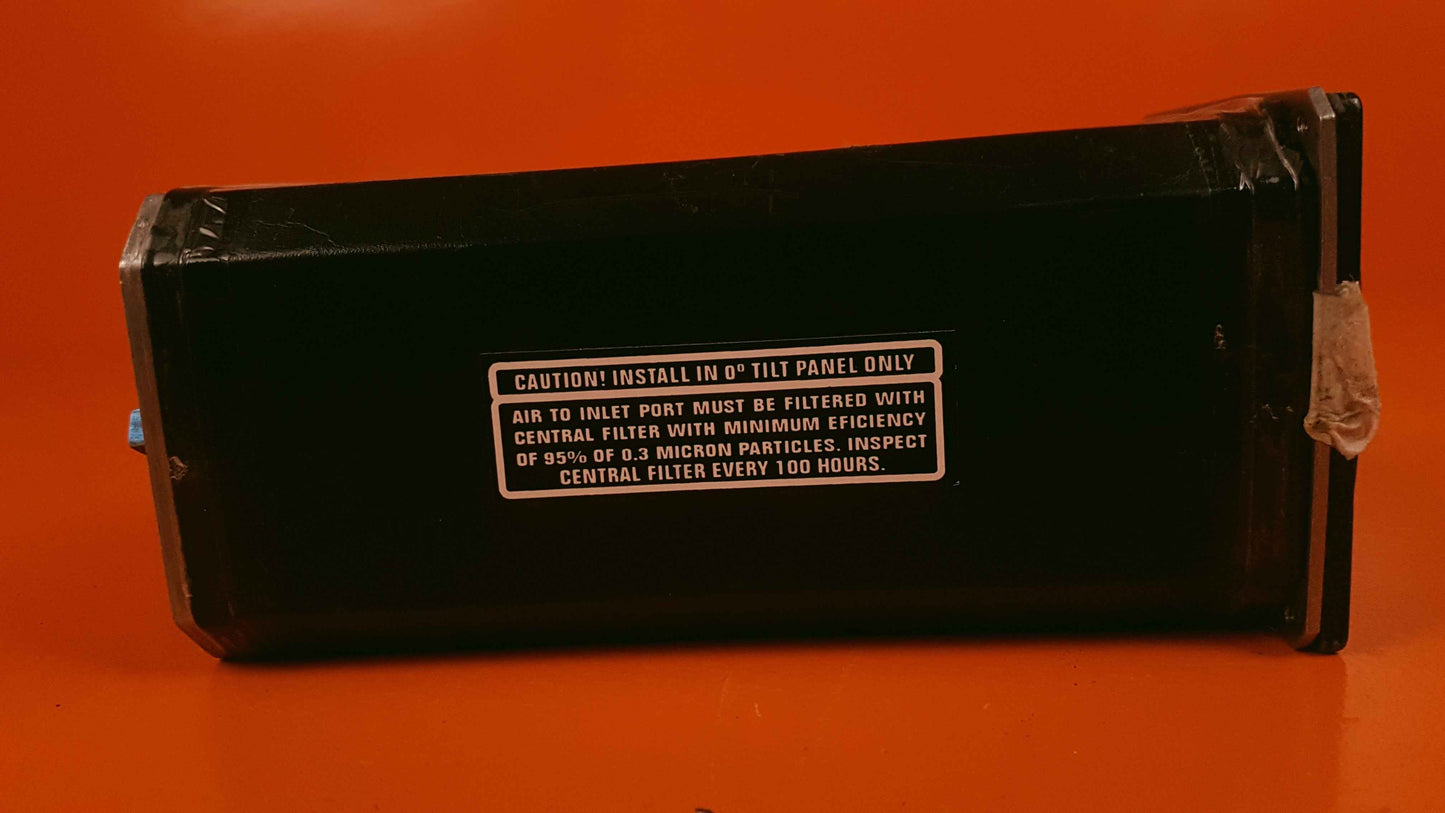 CAUTION! INSTALL IN 0º TILT PANEL ONLY
AIR TO INLET PORT MUST BE FILTERED WITH
CENTRAL FILTER WITH MINIMUM EFICIENCY
OF 95% OF 0.3 MICRON PARTICLES. INSPECT
CENTRAL FILTER EVERY 100 HOURS.